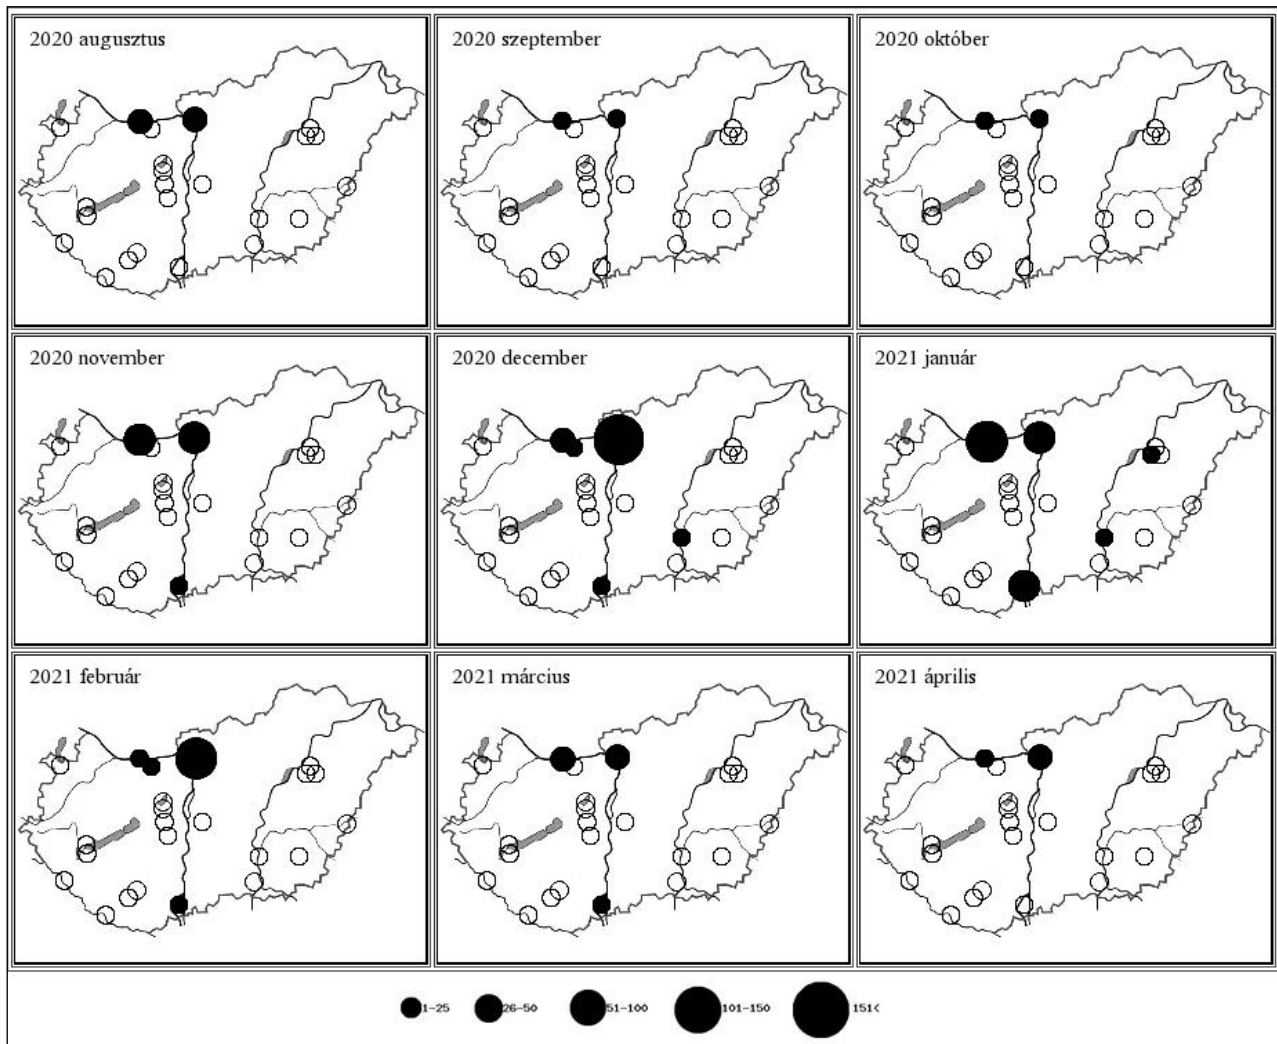 2020 augusztus
2020 szeptember
2020 október
2020 november
2020 december
2021 január
2021 február
2021 március
2021 április
1-25
26-50
51-100
101-150
151<